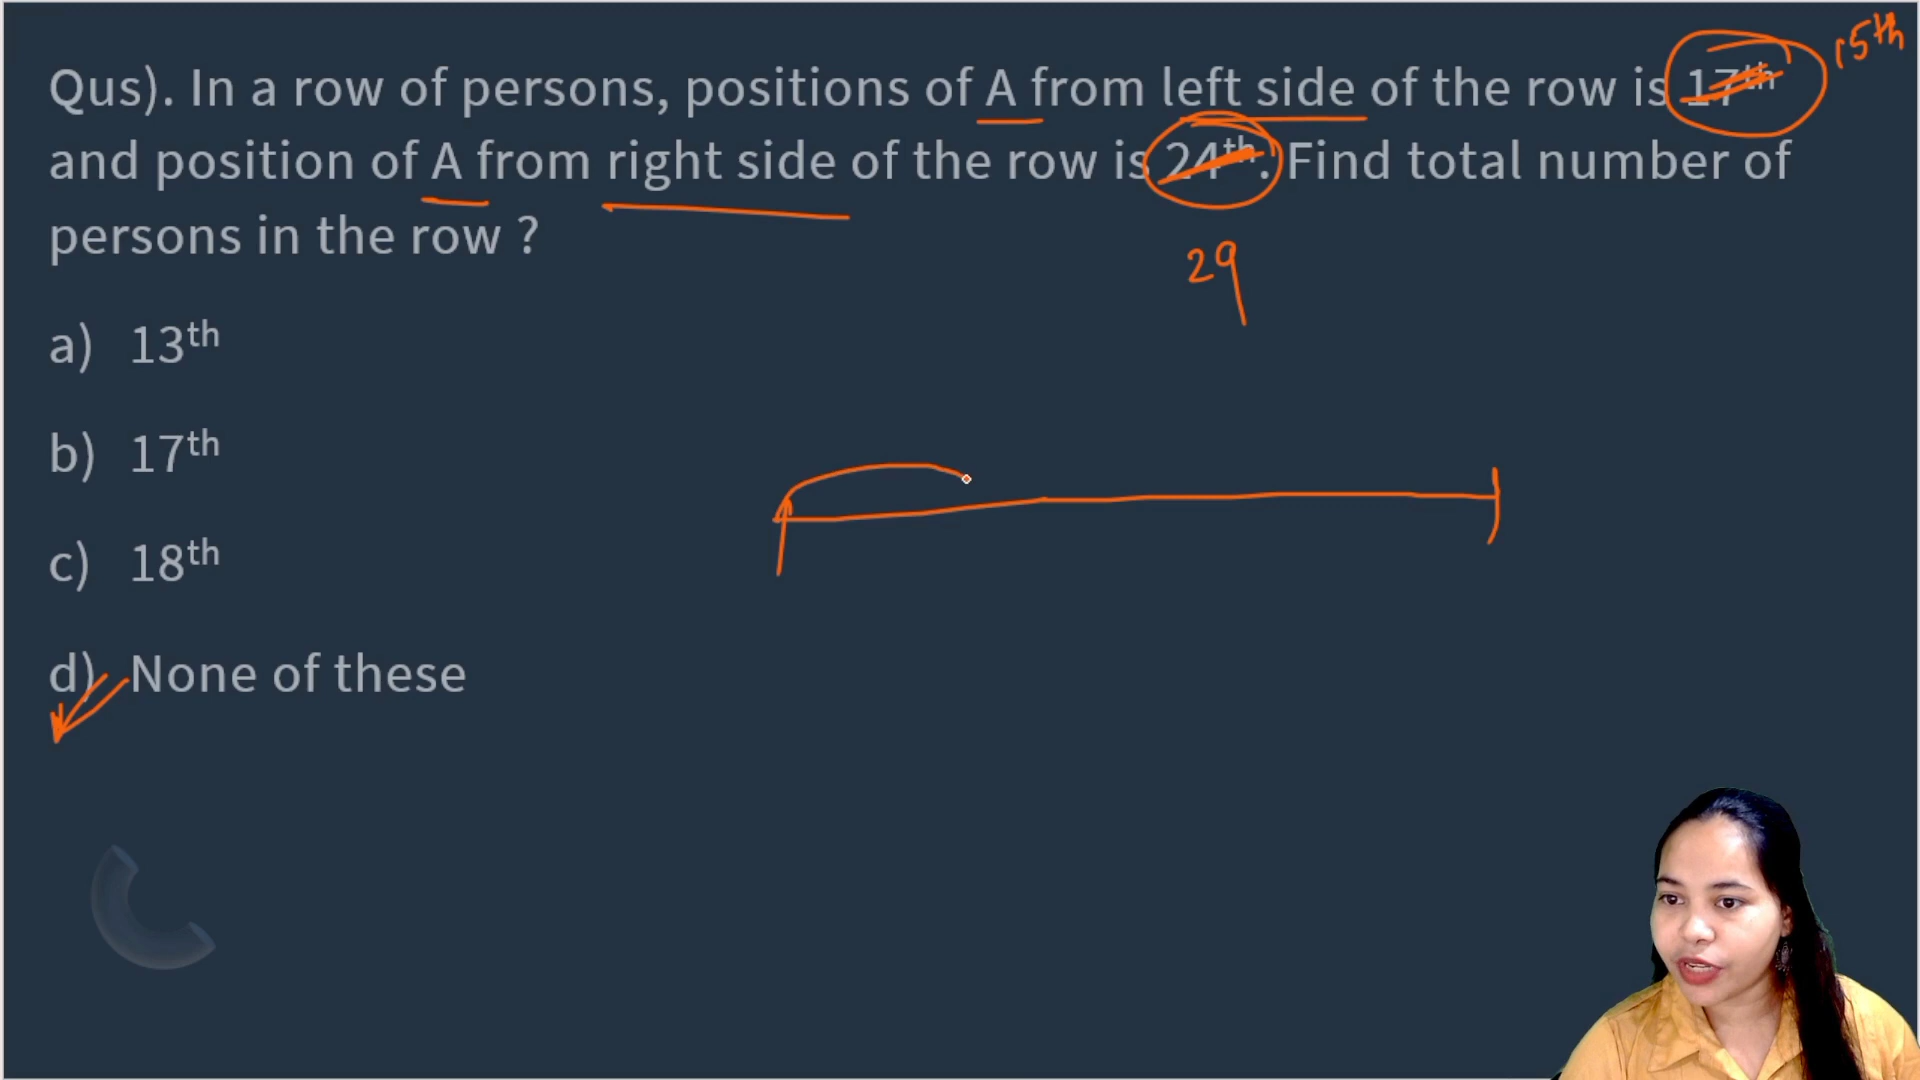 Qus). In a row of persons, positions of A from left side of the row is 17th 15th
and position of A from right side of the row is 24th. Find total number of
persons in the row ?
29
a) 13th
b) 17th
c) 18th
d) None of these